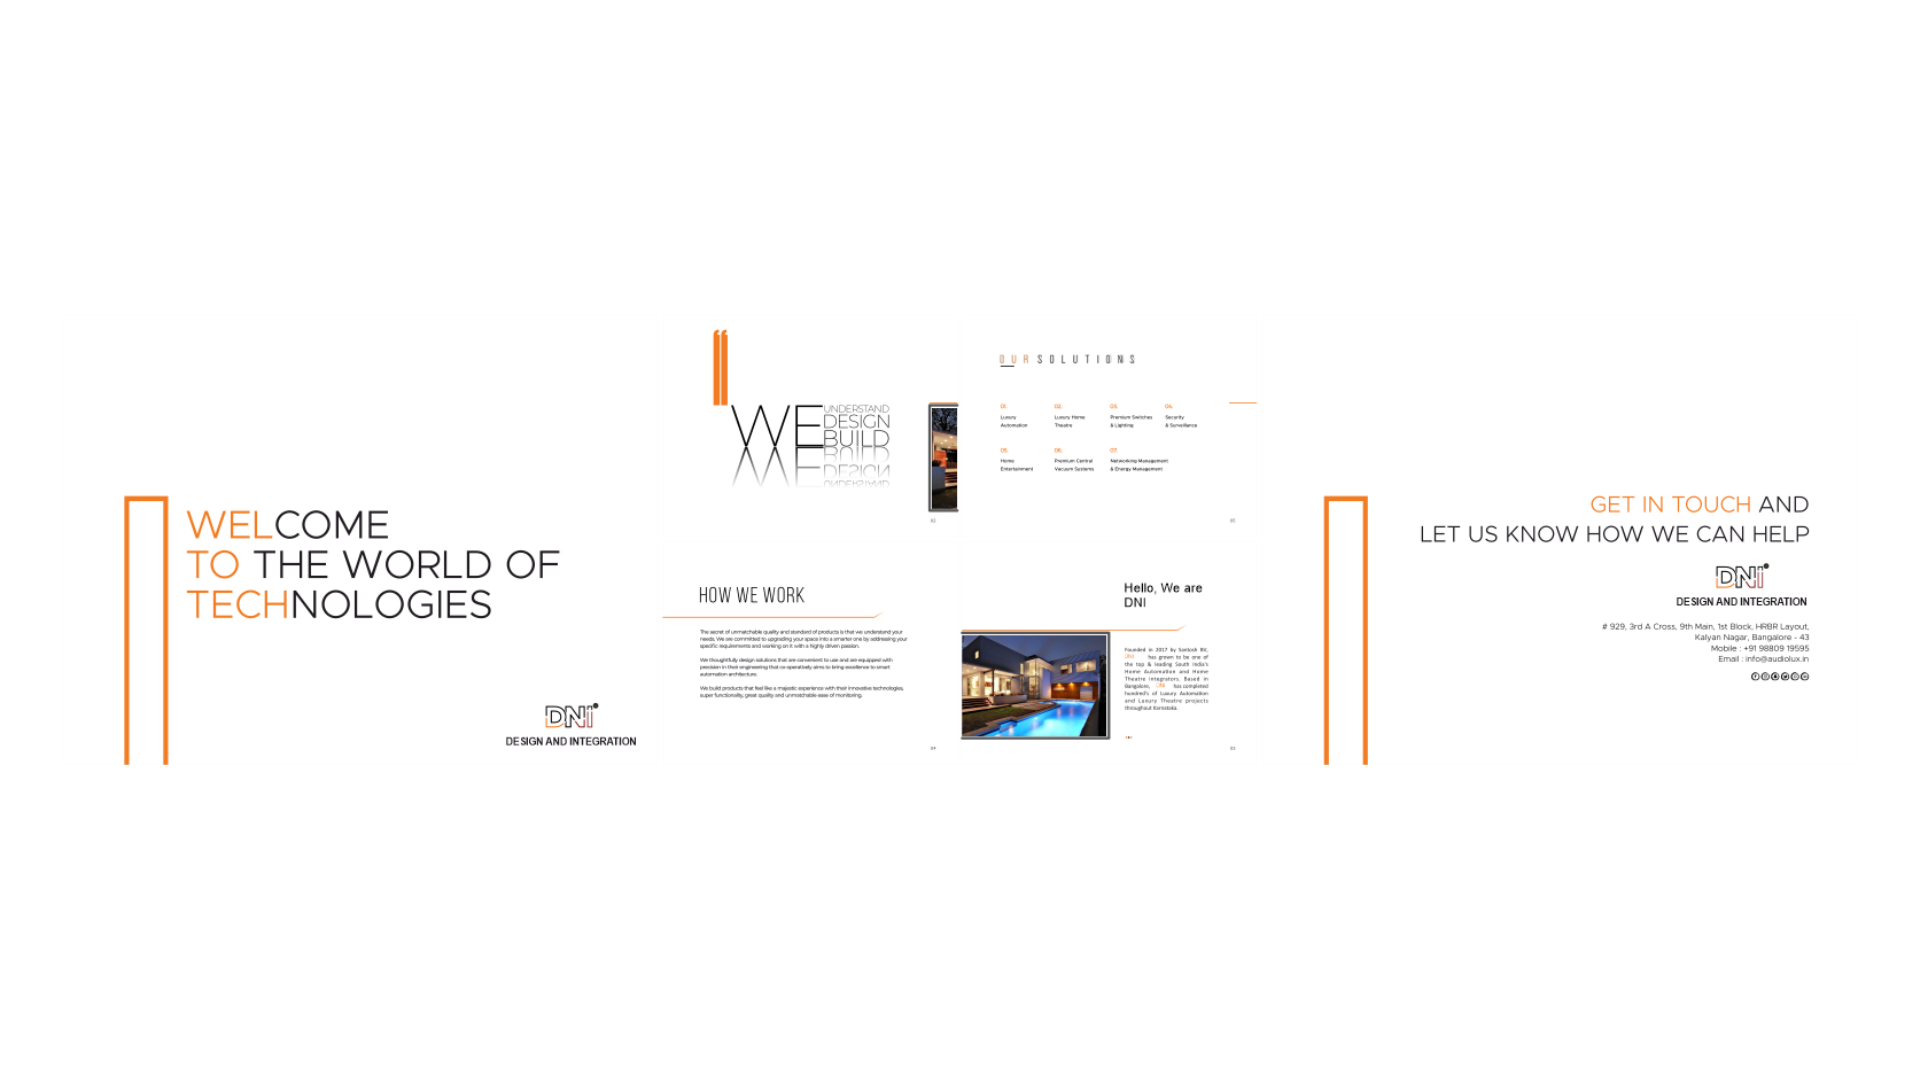 WELCOME
TO THE WORLD OF
TECHNOLOGIES
DNI
DESIGN AND INTEGRATION
WE
UNDERSTAND
DESIGN
BUILD
OUR SOLUTIONS
01.
Luxury
Automation
02.
Luxury Home
Theatre
03.
Premium Switches
& Lighting
04.
Security
& Surveillance
05.
Home
Entertainment
06.
Premium Central
Vacuum Systems
07.
Networking Management
& Energy Management
HOW WE WORK
The secret of unmatchable quality and standard of products is that we understand your
needs. We are committed to upgrading your space into a smarter one by addressing your
specific requirements and working on it with a highly driven passion.
We thoughtfully design solutions that are convenient to use and are equipped with
precision in their engineering that co-operatively aims to bring excellence to smart
automation architecture.
We build products that feel like a majestic experience with their innovative technologies,
super functionality, great quality and unmatchable ease of monitoring.
04
Hello, We are
DNI
Founded in 2017 by Santosh BV,
DNI has grown to be one of
the top & leading South India's
Home Automation and Home
Theatre integrators. Based in
Bangalore, DNI has completed
hundred's of Luxury Automation
and Luxury Theatre projects
throughout Karnataka.
GET IN TOUCH AND
LET US KNOW HOW WE CAN HELP
DNI
DESIGN AND INTEGRATION
# 929, 3rd A Cross, 9th Main, 1st Block, HRBR Layout,
Kalyan Nagar, Bangalore - 43
Mobile : +91 98809 19595
Email : info@audiolux.in